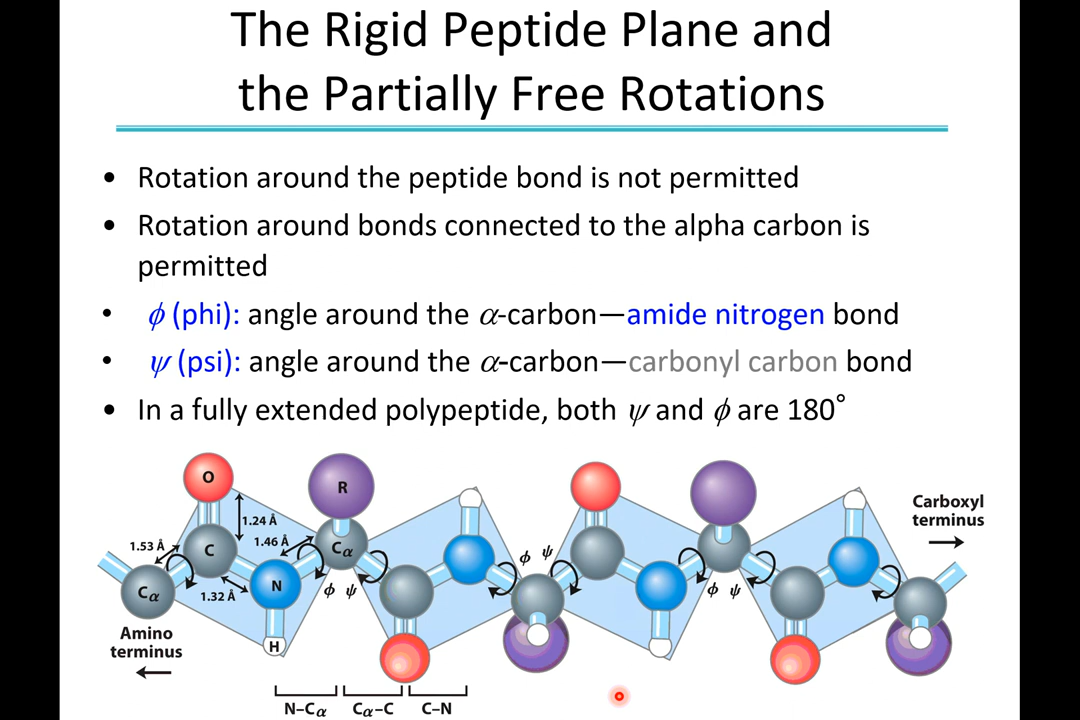 The Rigid Peptide Plane and
the Partially Free Rotations
• Rotation around the peptide bond is not permitted
• Rotation around bonds connected to the alpha carbon is
permitted
• ϕ (phi): angle around the α-carbon—amide nitrogen bond
• ψ (psi): angle around the α-carbon—carbonyl carbon bond
• In a fully extended polypeptide, both ψ and ϕ are 180°
O
R
1.24 Å
Carboxyl
terminus
1.53 Å
C
1.46 Å
Cα
ϕ ψ
N
1.32 Å
Cα
ϕ ψ
ϕ ψ
Amino
terminus
H
N–Cα
Cα–C
C–N